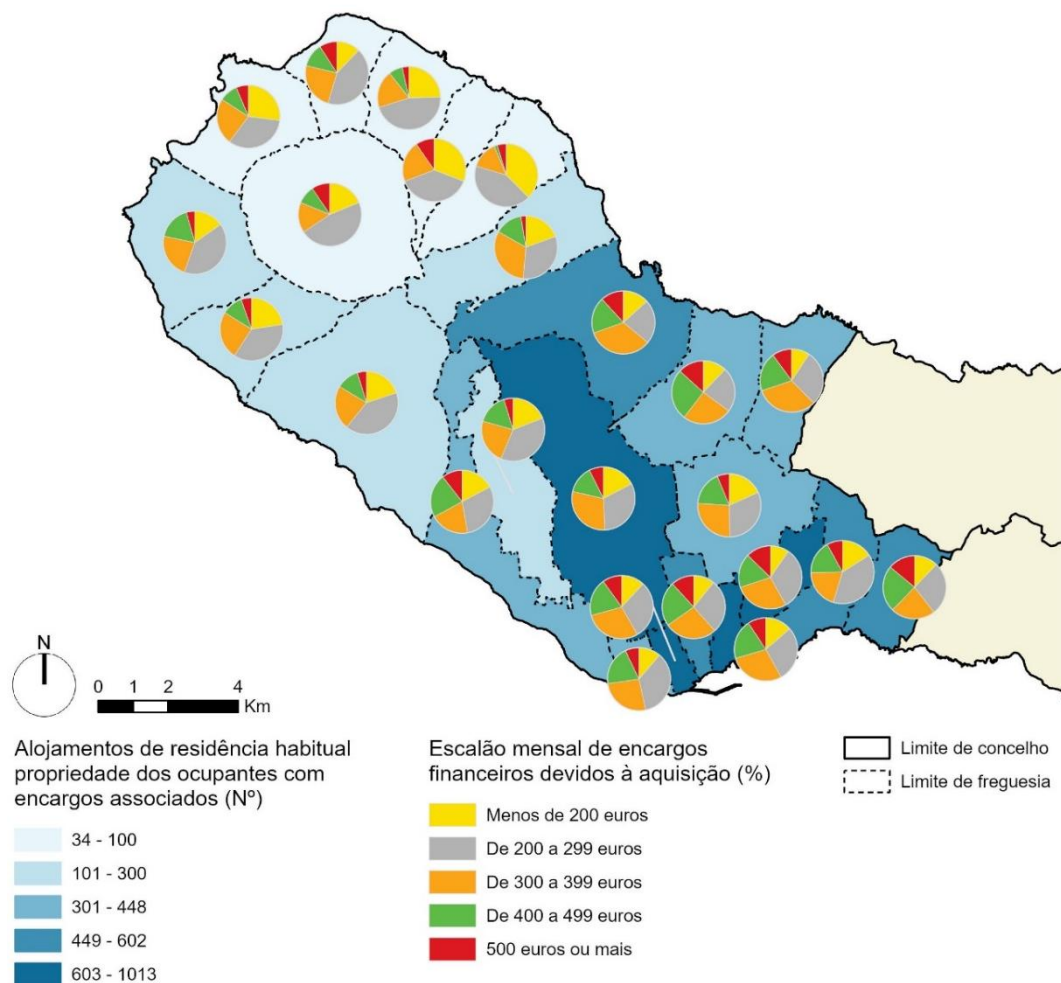 N
0 1 2 4
Km
Alojamentos de residência habitual
propriedade dos ocupantes com
encargos associados (Nº)
34 - 100
101 - 300
301 - 448
449 - 602
603 - 1013
Escalão mensal de encargos
financeiros devidos à aquisição (%)
Menos de 200 euros
De 200 a 299 euros
De 300 a 399 euros
De 400 a 499 euros
500 euros ou mais
Limite de concelho
Limite de freguesia